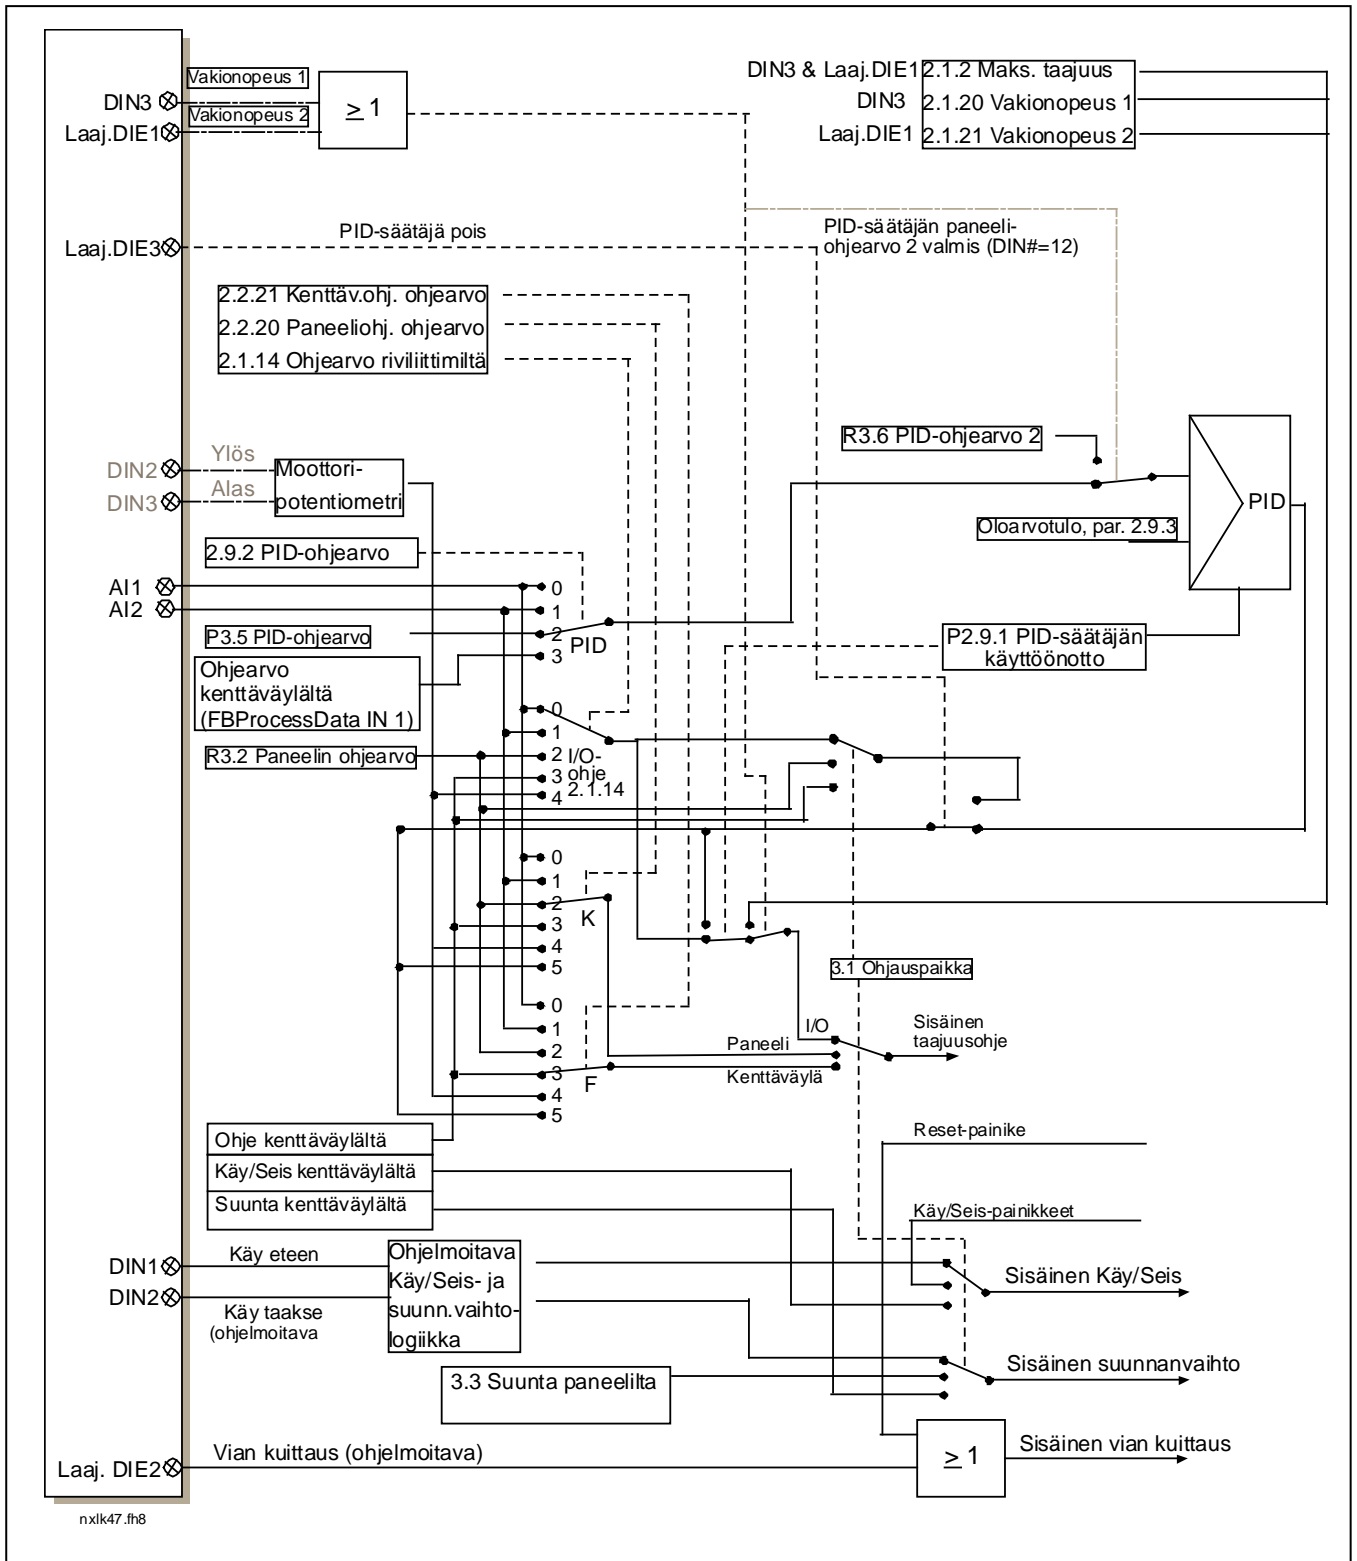 Vakionopeus 1
DIN3
Vakionopeus 2
Laaj.DIE1
≥ 1
DIN3 & Laaj.DIE1
2.1.2 Maks. taajuus
DIN3
2.1.20 Vakionopeus 1
Laaj.DIE1
2.1.21 Vakionopeus 2
Laaj.DIE3
PID-säätäjä pois
PID-säätäjän paneeli-
ohjearvo 2 valmis (DIN#=12)
2.2.21 Kenttäv.ohj. ohjearvo
2.2.20 Paneeliohj. ohjearvo
2.1.14 Ohjearvo riviliittimiltä
R3.6 PID-ohjearvo 2
PID
Oloarvotulo, par. 2.9.3
DIN2
Ylös
DIN3
Alas
Moottori-
potentiometri
2.9.2 PID-ohjearvo
AI1
AI2
0
1
2
3
PID
P3.5 PID-ohjearvo
Ohjearvo
kenttäväylältä
(FBProcessData IN 1)
P2.9.1 PID-säätäjän
käyttöönotto
R3.2 Paneelin ohjearvo
0
1
2
3
4
I/O-
ohje
2.1.14
0
1
2
3
4
5
K
3.1 Ohjauspaikka
0
1
2
3
4
5
F
I/O
Paneeli
Kenttäväylä
Sisäinen
taajuusohje
Ohje kenttäväylältä
Käy/Seis kenttäväylältä
Suunta kenttäväylältä
Reset-painike
Käy/Seis-painikkeet
DIN1
Käy eteen
DIN2
Käy taakse
(ohjelmoitava
Ohjelmoitava
Käy/Seis- ja
suunn.vaihto-
logiikka
Sisäinen Käy/Seis
3.3 Suunta paneelilta
Sisäinen suunnanvaihto
Laaj. DIE2
Vian kuittaus (ohjelmoitava)
≥ 1
Sisäinen vian kuittaus
nxlk47.fh8